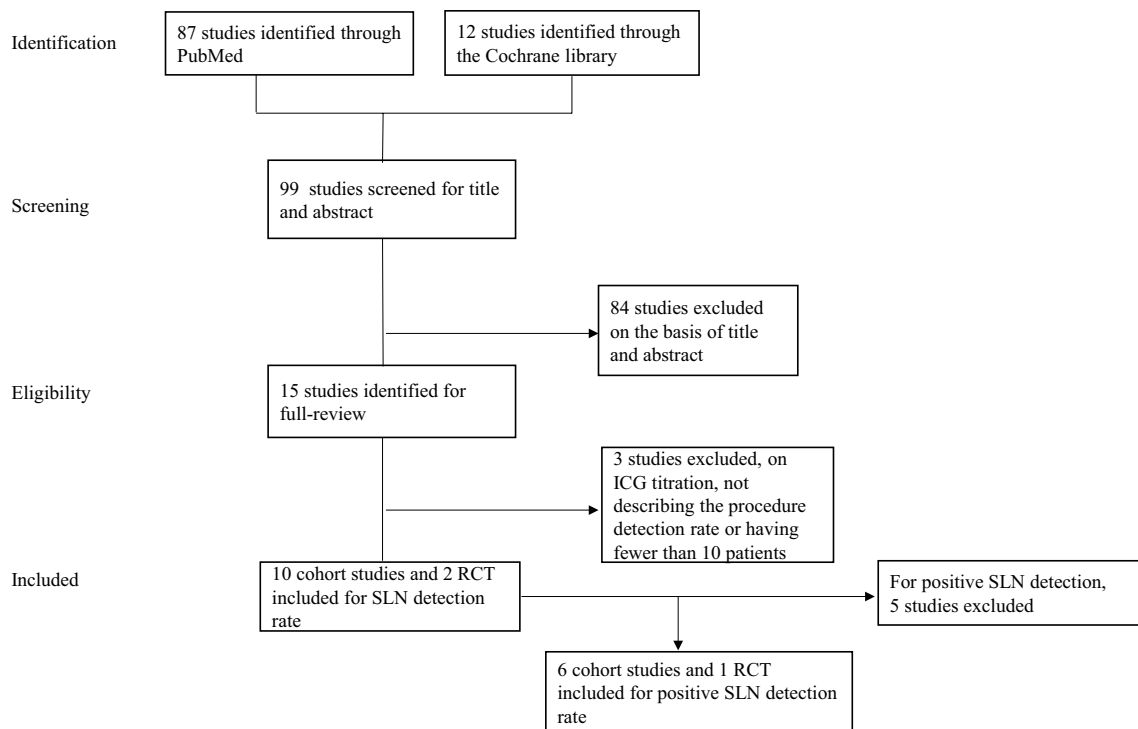 Identification
87 studies identified through
PubMed
12 studies identified through
the Cochrane library
Screening
99 studies screened for title
and abstract
84 studies excluded
on the basis of title
and abstract
Eligibility
15 studies identified for
full-review
3 studies excluded, on
ICG titration, not
describing the procedure
detection rate or having
fewer than 10 patients
Included
10 cohort studies and 2 RCT
included for SLN detection
rate
For positive SLN detection,
5 studies excluded
6 cohort studies and 1 RCT
included for positive SLN detection
rate